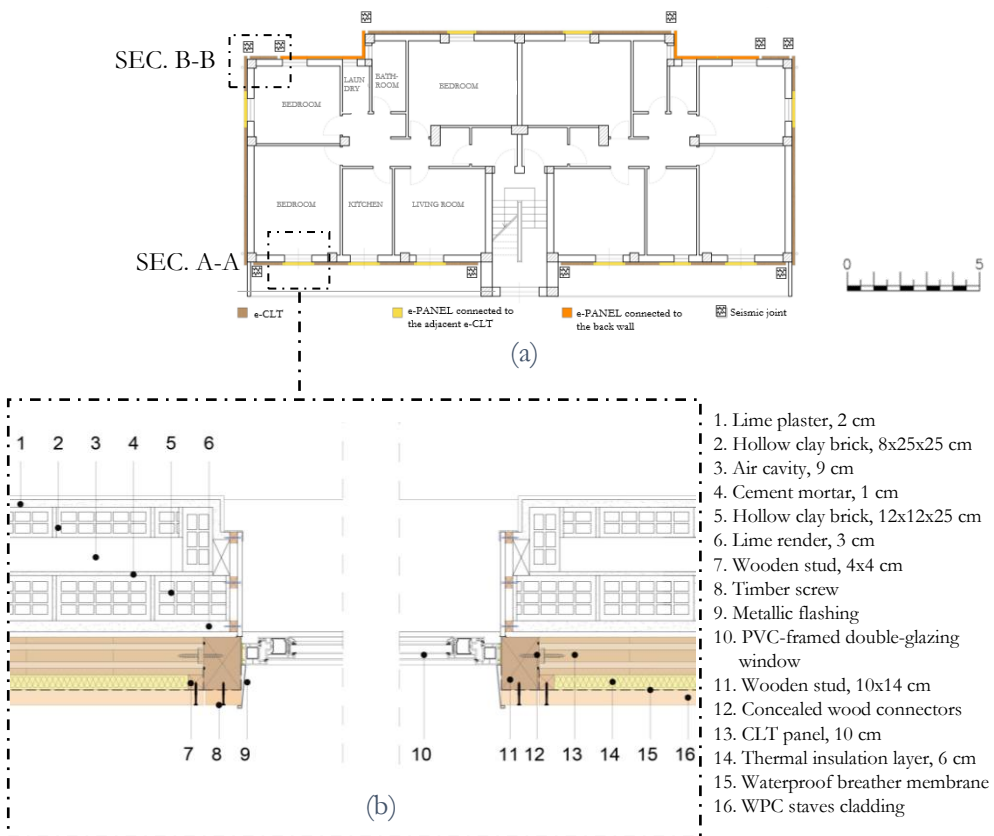 SEC. B-B
LAUN
DRY
BATH-
ROOM
BEDROOM
BEDROOM
BEDROOM
KITCHEN
LIVING ROOM
SEC. A-A
0 5
e-CLT
e-PANEL connected to
the adjacent e-CLT
e-PANEL connected to
the back wall
Seismic joint
(a)
1 2 3 4 5 6
7 8 9 10 11 12 13 14 15 16
(b)
1. Lime plaster, 2 cm
2. Hollow clay brick, 8x25x25 cm
3. Air cavity, 9 cm
4. Cement mortar, 1 cm
5. Hollow clay brick, 12x12x25 cm
6. Lime render, 3 cm
7. Wooden stud, 4x4 cm
8. Timber screw
9. Metallic flashing
10. PVC-framed double-glazing
window
11. Wooden stud, 10x14 cm
12. Concealed wood connectors
13. CLT panel, 10 cm
14. Thermal insulation layer, 6 cm
15. Waterproof breather membrane
16. WPC staves cladding